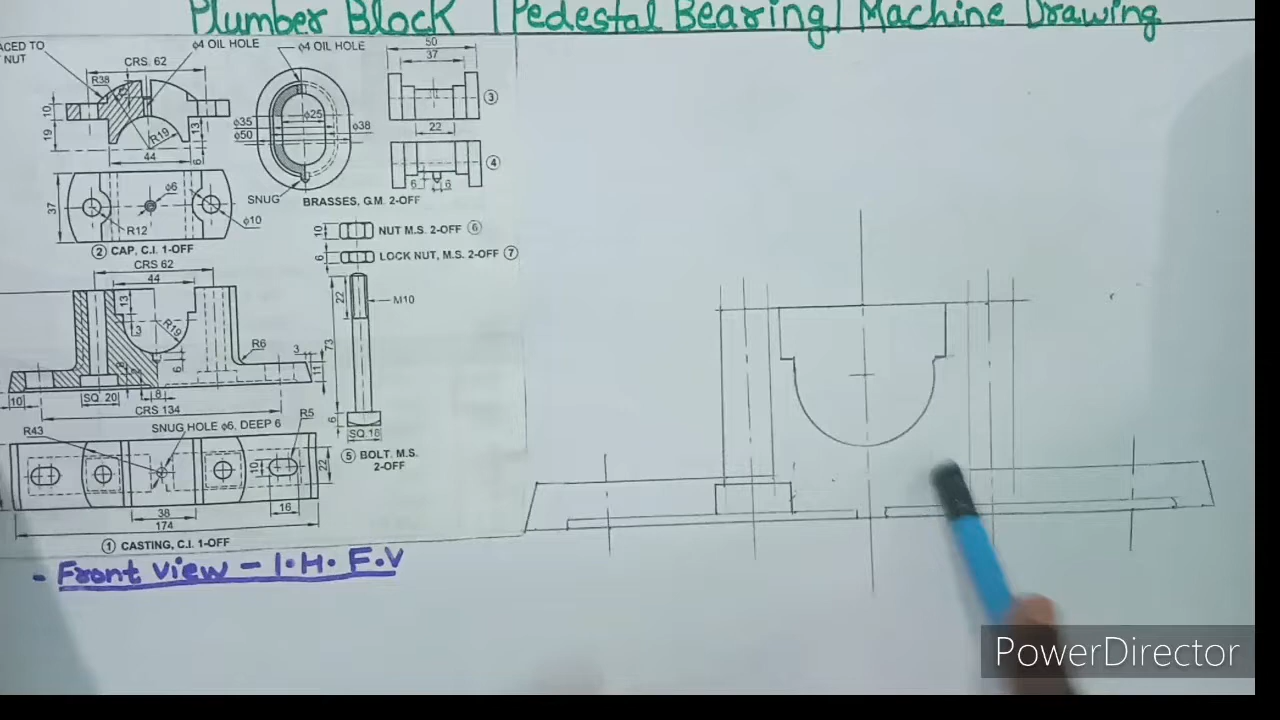 Plumber Block | Pedestal Bearing | Machine Drawing
ACED TO
NUT
CRS. 62
ϕ4 OIL HOLE
ϕ4 OIL HOLE
R38
10
19
R19
13
44
6
ϕ35
ϕ50
ϕ25
ϕ38
SNUG
BRASSES, G.M. 2-OFF
50
37
3
22
4
6
6
37
ϕ6
R12
ϕ10
2 CAP, C.I. 1-OFF
10
NUT M.S. 2-OFF 6
6
LOCK NUT, M.S. 2-OFF 7
CRS 62
44
13
3
R19
R6
3
11
6
10
SQ. 20
8
CRS 134
22
M10
73
6
SQ.16
5 BOLT. M.S.
2-OFF
R43
SNUG HOLE ϕ6, DEEP 6
R5
10
22
16
38
174
1 CASTING, C.I. 1-OFF
- Front view - I.H. F.V
PowerDirector